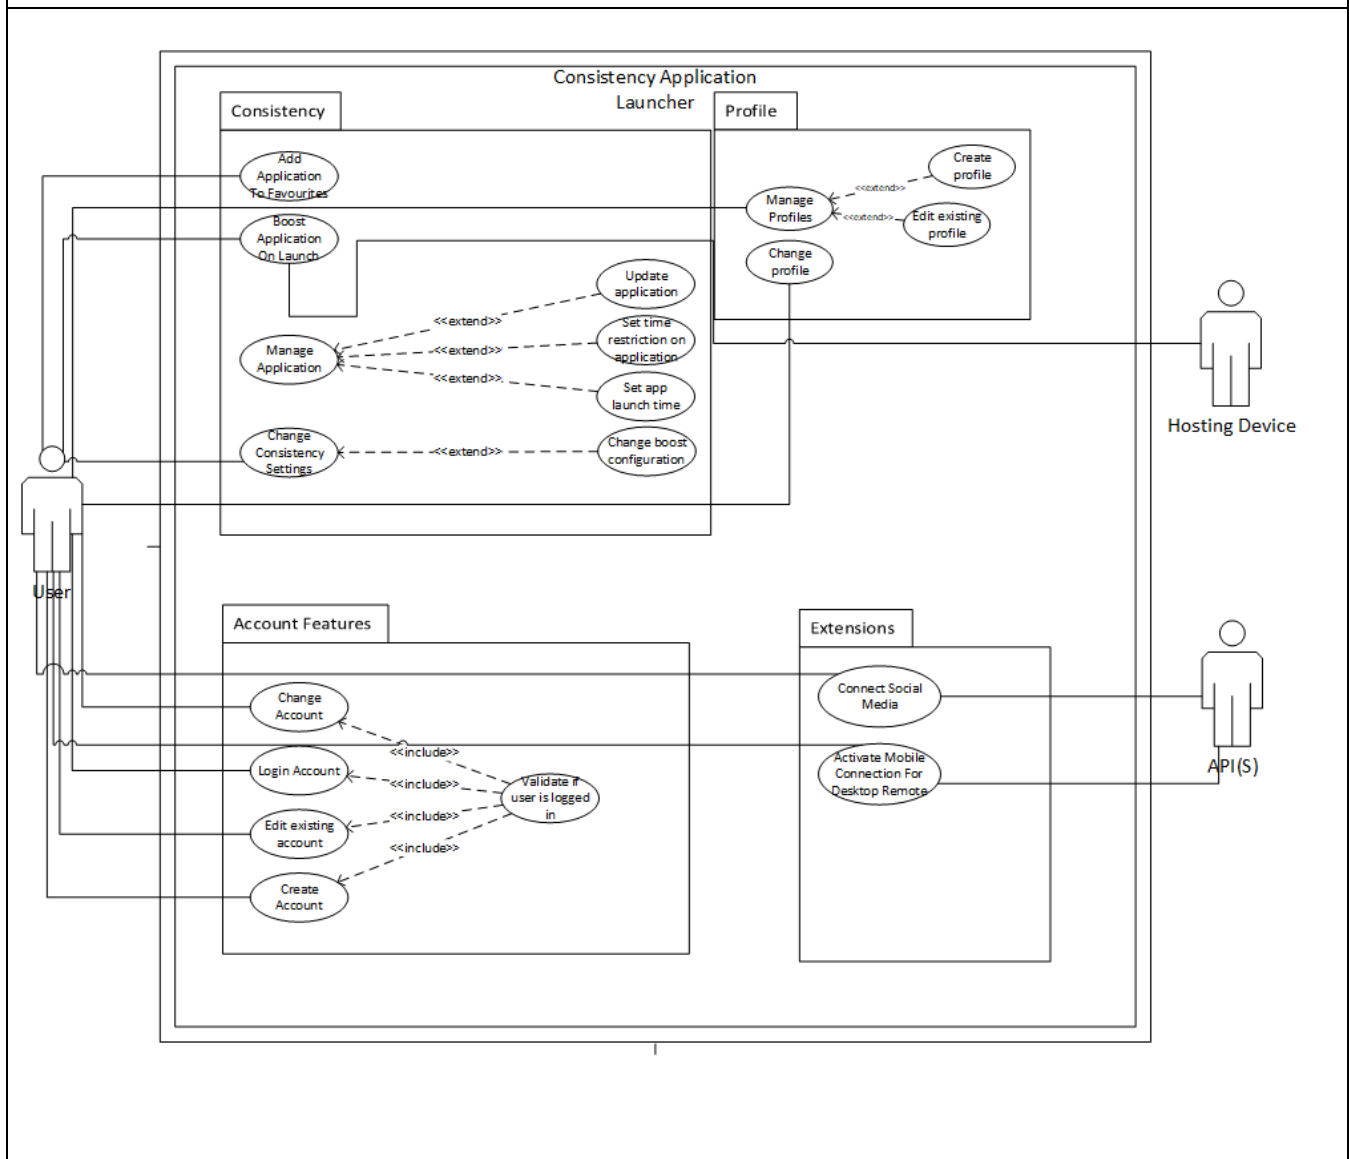 Consistency Application
Launcher
Consistency
Profile
Add
Application
To Favourites
Boost
Application
On Launch
Create
profile
<<extend>>
Manage
Profiles
<<extend>>
Edit existing
profile
Change
profile
Update
application
<<extend>>
Set time
restriction on
application
<<extend>>
Manage
Application
<<extend>>
Set app
launch time
Change
Consistency
Settings
<<extend>>
Change boost
configuration
Hosting Device
User
Account Features
Extensions
Change
Account
Connect Social
Media
<<include>>
Login Account
<<include>>
Validate if
user is logged
in
Activate Mobile
Connection For
Desktop Remote
API(S)
<<include>>
Edit existing
account
<<include>>
Create
Account